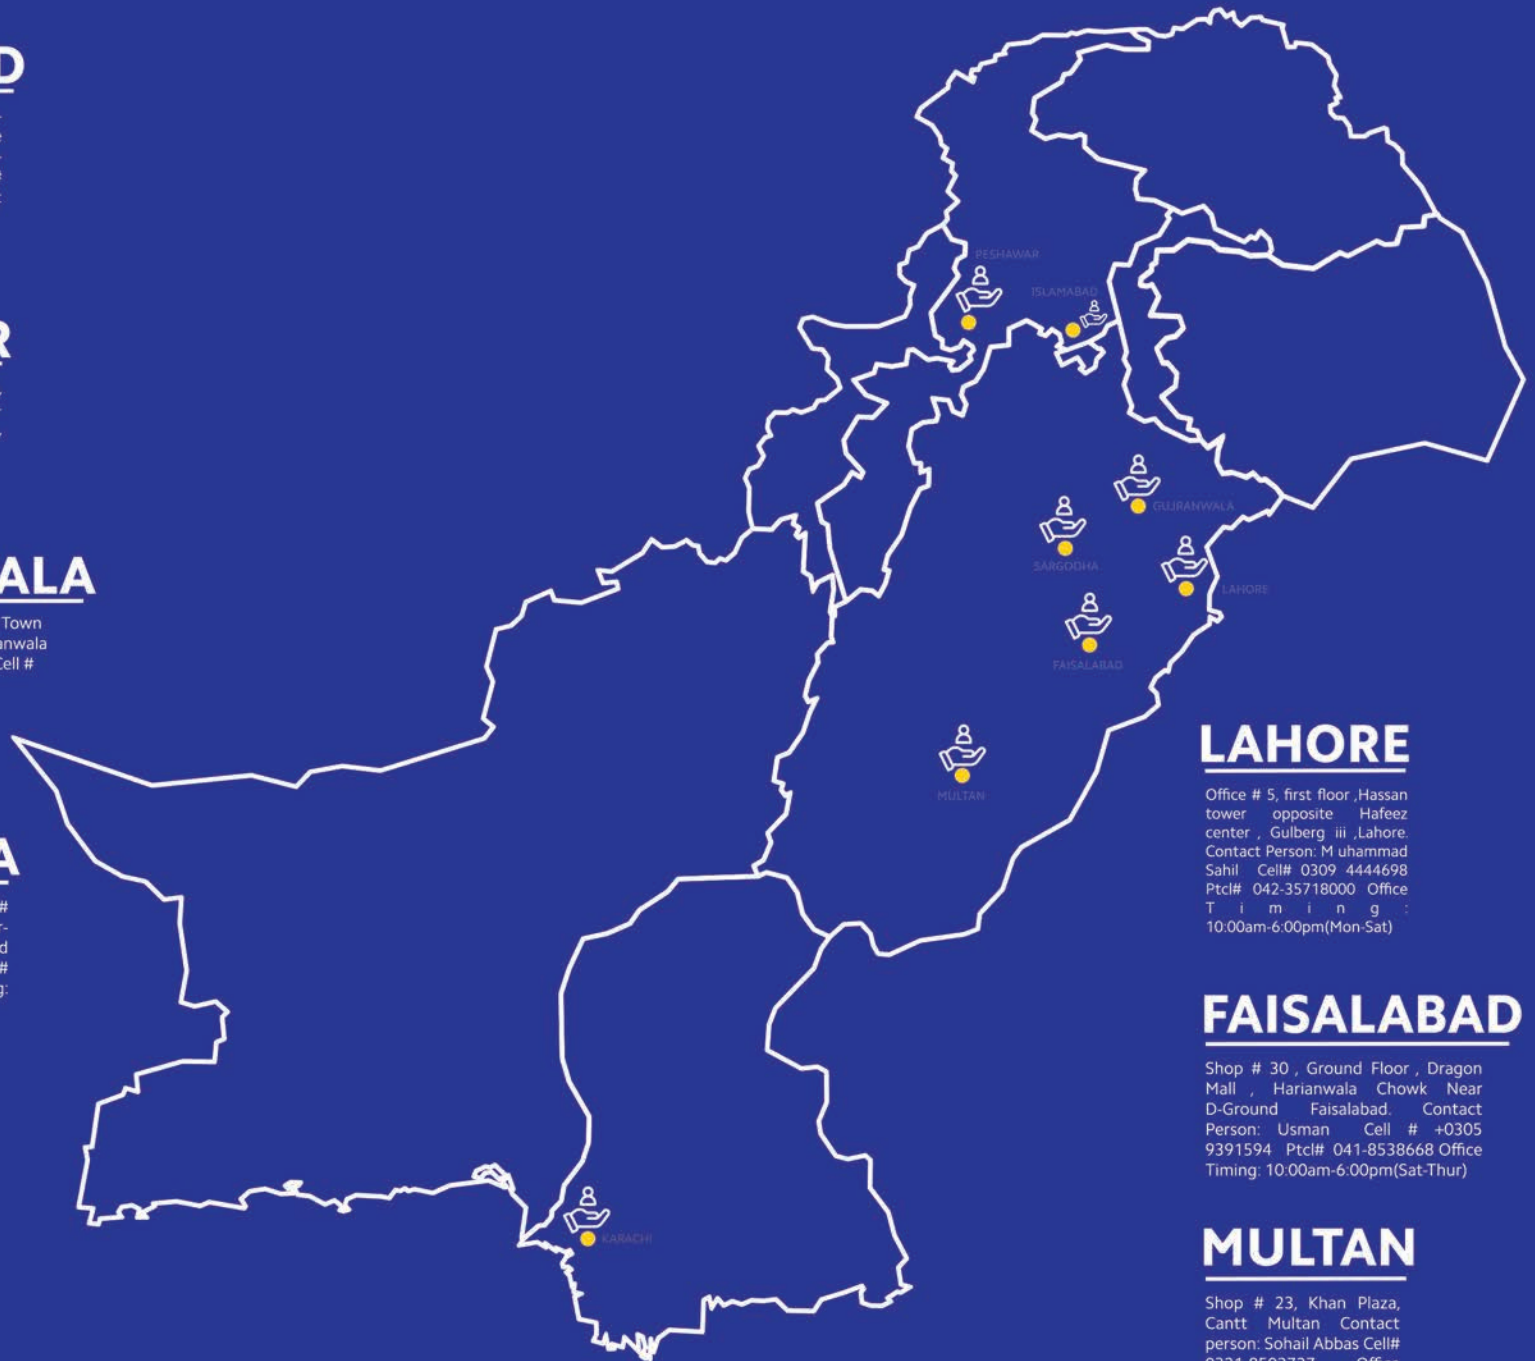 D
R
ALA
Town
anwala
Cell #
A
#
r-
d
#
g:
PESHAWAR
ISLAMABAD
GUJRANWALA
SARGODHA
LAHORE
FAISALABAD
MULTAN
KARACHI
LAHORE
Office # 5, first floor ,Hassan
tower opposite Hafeez
center , Gulberg iii ,Lahore.
Contact Person: M uhammad
Sahil Cell# 0309 4444698
Ptcl# 042-35718000 Office
T i m i n g :
10:00am-6:00pm(Mon-Sat)
FAISALABAD
Shop # 30 , Ground Floor , Dragon
Mall , Harianwala Chowk Near
D-Ground Faisalabad. Contact
Person: Usman Cell # +0305
9391594 Ptcl# 041-8538668 Office
Timing: 10:00am-6:00pm(Sat-Thur)
MULTAN
Shop # 23, Khan Plaza,
Cantt Multan Contact
person: Sohail Abbas Cell#
Office